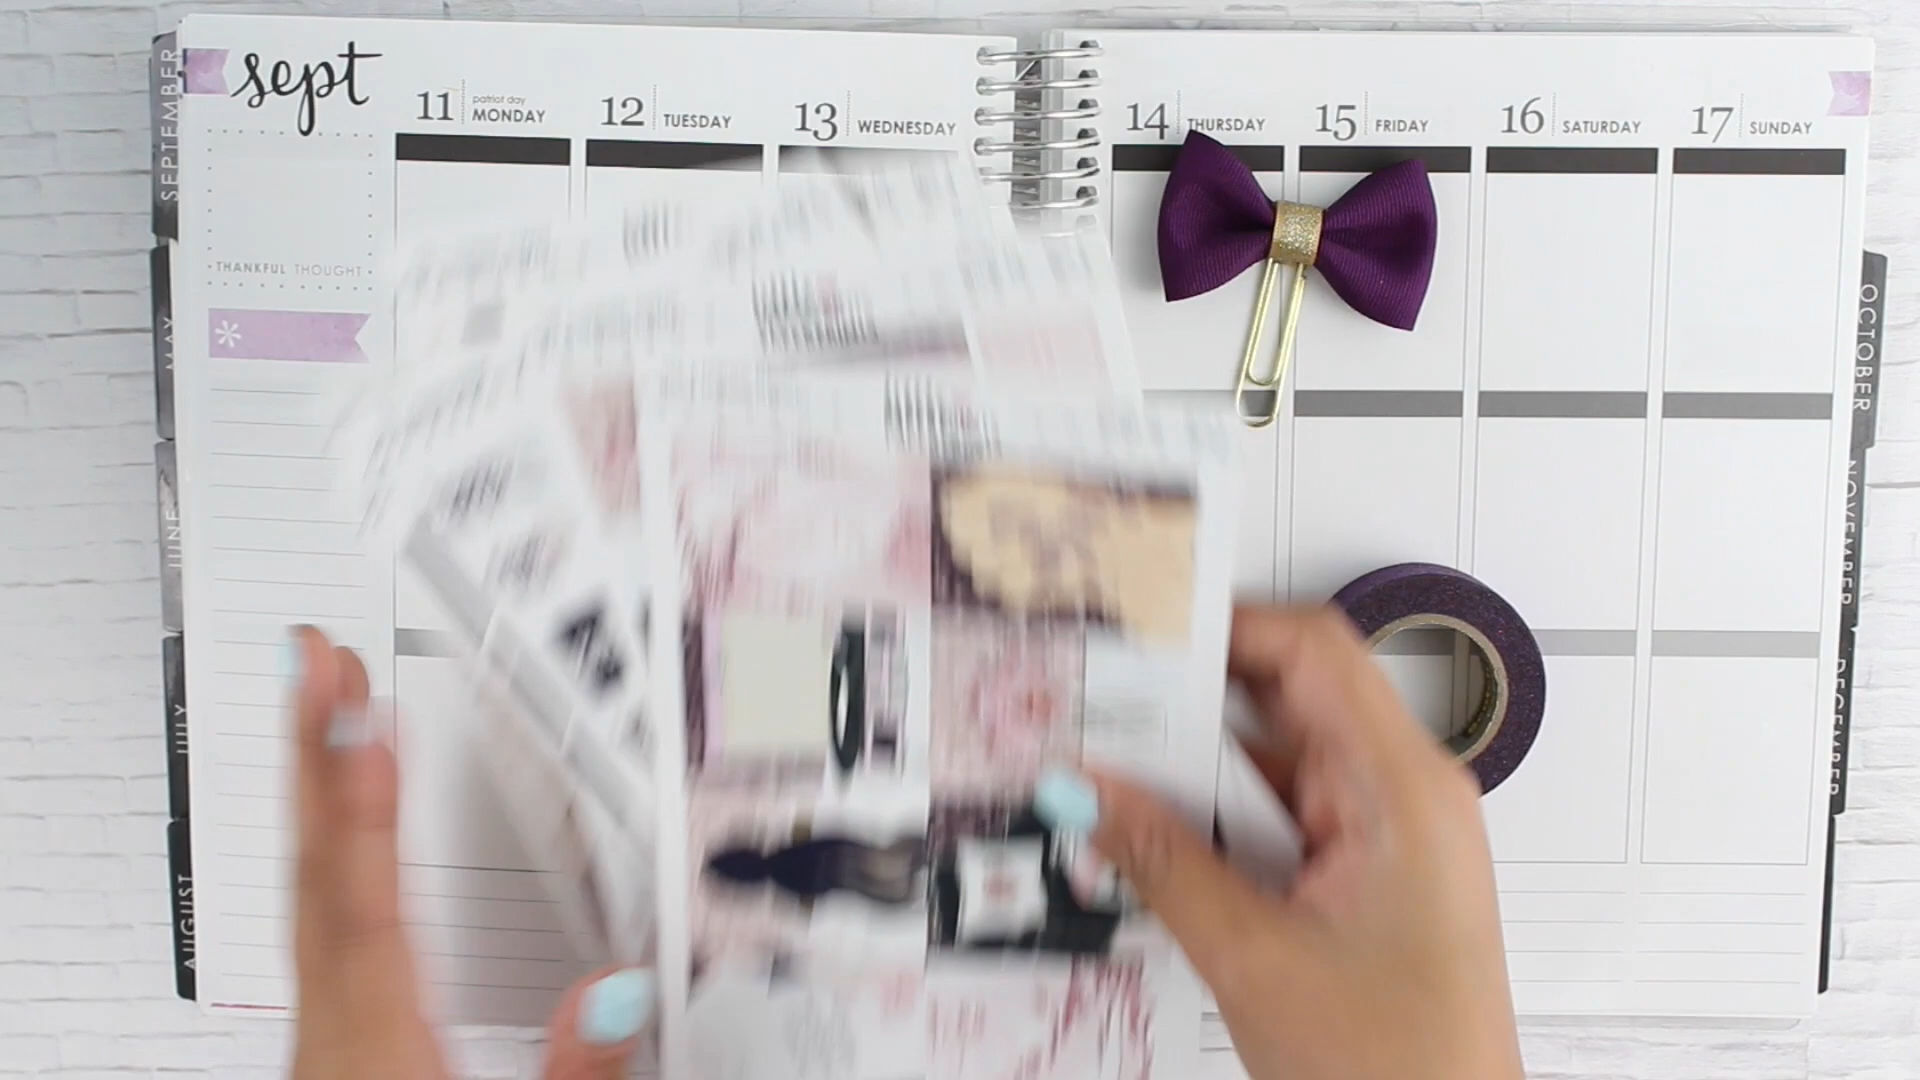 sept
11 patriot day
MONDAY
12 TUESDAY
13 WEDNESDAY
14 THURSDAY
15 FRIDAY
16 SATURDAY
17 SUNDAY
THANKFUL THOUGHT
*
SEPTEMBER
MAY
JUNE
JULY
AUGUST
OCTOBER
NOVEMBER
DECEMBER